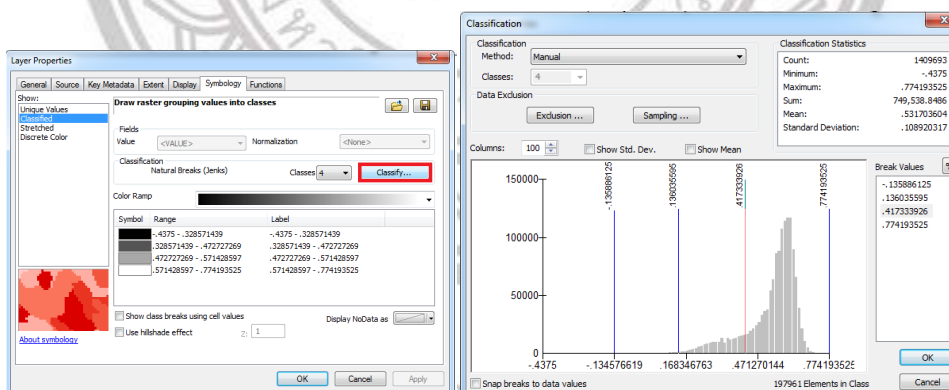 Layer Properties
General Source Key Metadata Extent Display Symbology Functions
Show:
Unique Values
Classified
Stretched
Discrete Color
About symbology
Draw raster grouping values into classes
Fields
Value <VALUE> Normalization <None>
Classification
Natural Breaks (Jenks) Classes 4 Classify...
Color Ramp
Symbol Range Label
-.4375 - .328571439 -.4375 - .328571439
.328571439 - .472727269 .328571439 - .472727269
.472727269 - .571428597 .472727269 - .571428597
.571428597 - .774193525 .571428597 - .774193525
Show class breaks using cell values
Display NoData as
Use hillshade effect Z: 1
OK Cancel Apply
Classification
Classification
Method: Manual
Classes: 4
Data Exclusion
Exclusion ... Sampling ...
Classification Statistics
Count: 1409693
Minimum: -.4375
Maximum: .774193525
Sum: 749,538.8486
Mean: .531703604
Standard Deviation: .108920317
Columns: 100 Show Std. Dev. Show Mean
-.135886125
.136035595
.417333926
.774193525
150000
100000
50000
0
-.4375 -.134576619 .168346763 .471270144 .774193525
Break Values %
-.135886125
.136035595
.417333926
.774193525
Snap breaks to data values
197961 Elements in Class
OK
Cancel